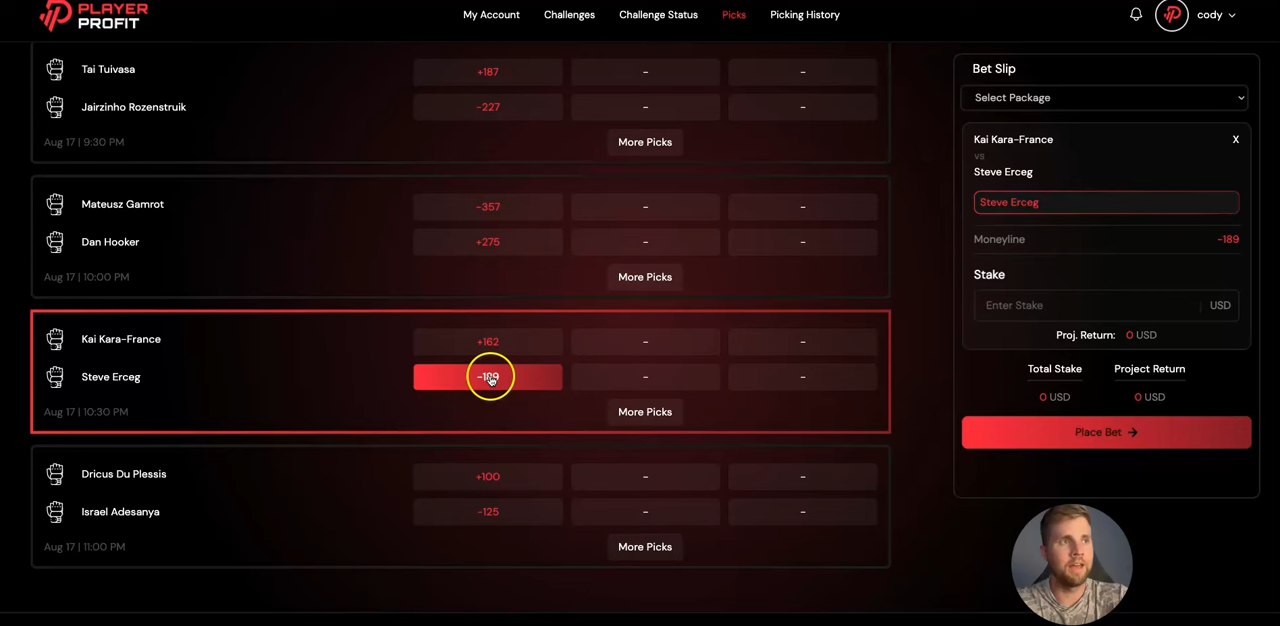 PLAYER
PROFIT
My Account
Challenges
Challenge Status
Picks
Picking History
cody
Tai Tuivasa
+187
-
-
Jairzinho Rozenstruik
-227
-
-
Aug 17 | 9:30 PM
More Picks
Mateusz Gamrot
-357
-
-
Dan Hooker
+275
-
-
Aug 17 | 10:00 PM
More Picks
Kai Kara-France
+162
-
-
Steve Erceg
-189
-
-
Aug 17 | 10:30 PM
More Picks
Dricus Du Plessis
+100
-
-
Israel Adesanya
-125
-
-
Aug 17 | 11:00 PM
More Picks
Bet Slip
Select Package
Kai Kara-France
X
vs
Steve Erceg
Steve Erceg
Moneyline
-189
Stake
Enter Stake
USD
Proj. Return: 0 USD
Total Stake
Project Return
0 USD
0 USD
Place Bet →